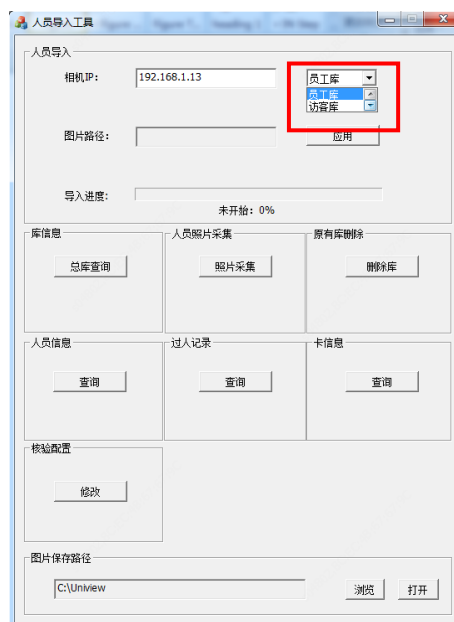 人员导入工具
人员导入
相机IP: 192.168.1.13 员工库
员工库
访客库
图片路径: 应用
导入进度:
未开始: 0%
库信息 人员照片采集 原有库删除
总库查询 照片采集 删除库
人员信息 过人记录 卡信息
查询 查询 查询
核验配置
修改
图片保存路径
C:\Uniview 浏览 打开